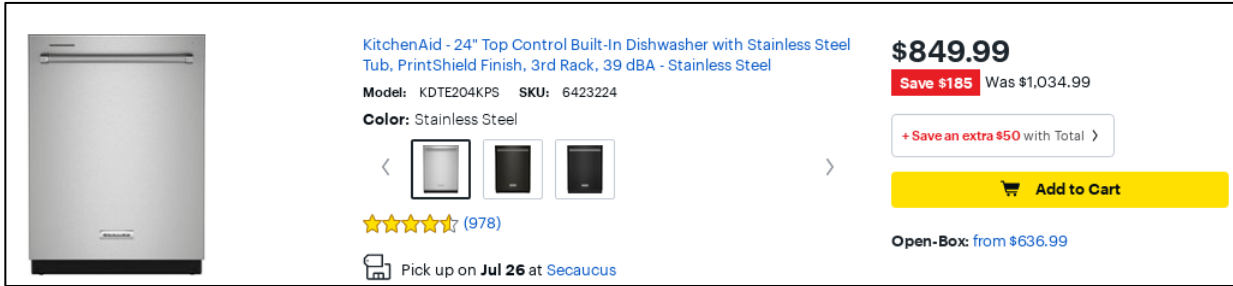 KitchenAid - 24" Top Control Built-In Dishwasher with Stainless Steel
Tub, PrintShield Finish, 3rd Rack, 39 dBA - Stainless Steel
Model: KDTE204KPS SKU: 6423224
Color: Stainless Steel
(978)
Pick up on Jul 26 at Secaucus
$849.99
Save $185 Was $1,034.99
+ Save an extra $50 with Total
Add to Cart
Open-Box: from $636.99
KitchenAid